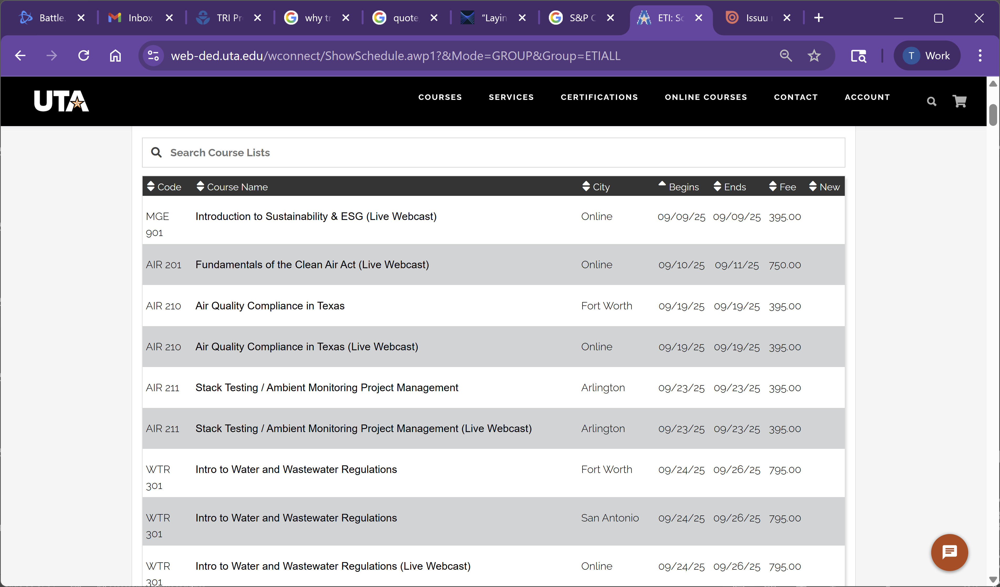 Battle. Inbox TRI Pr why tr quote "Layin S&P C ETI: Sc Issuu
web-ded.uta.edu/wconnect/ShowSchedule.awp1?&Mode=GROUP&Group=ETIALL T Work
UTA COURSES SERVICES CERTIFICATIONS ONLINE COURSES CONTACT ACCOUNT
Search Course Lists
Code Course Name City Begins Ends Fee New
MGE 901 Introduction to Sustainability & ESG (Live Webcast) Online 09/09/25 09/09/25 395.00
AIR 201 Fundamentals of the Clean Air Act (Live Webcast) Online 09/10/25 09/11/25 750.00
AIR 210 Air Quality Compliance in Texas Fort Worth 09/19/25 09/19/25 395.00
AIR 210 Air Quality Compliance in Texas (Live Webcast) Online 09/19/25 09/19/25 395.00
AIR 211 Stack Testing / Ambient Monitoring Project Management Arlington 09/23/25 09/23/25 395.00
AIR 211 Stack Testing / Ambient Monitoring Project Management (Live Webcast) Arlington 09/23/25 09/23/25 395.00
WTR 301 Intro to Water and Wastewater Regulations Fort Worth 09/24/25 09/26/25 795.00
WTR 301 Intro to Water and Wastewater Regulations San Antonio 09/24/25 09/26/25 795.00
WTR 301 Intro to Water and Wastewater Regulations (Live Webcast) Online 09/24/25 09/26/25 795.00